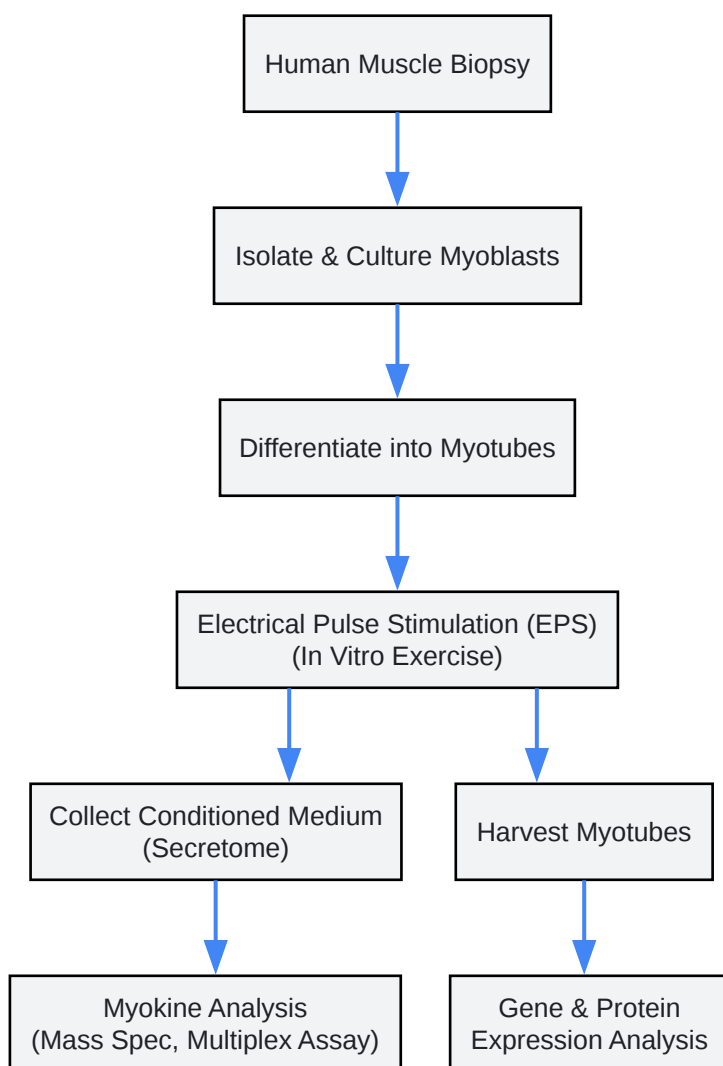 Human Muscle Biopsy
Isolate & Culture Myoblasts
Differentiate into Myotubes
Electrical Pulse Stimulation (EPS)
(In Vitro Exercise)
Collect Conditioned Medium
(Secretome)
Harvest Myotubes
Myokine Analysis
(Mass Spec, Multiplex Assay)
Gene & Protein
Expression Analysis